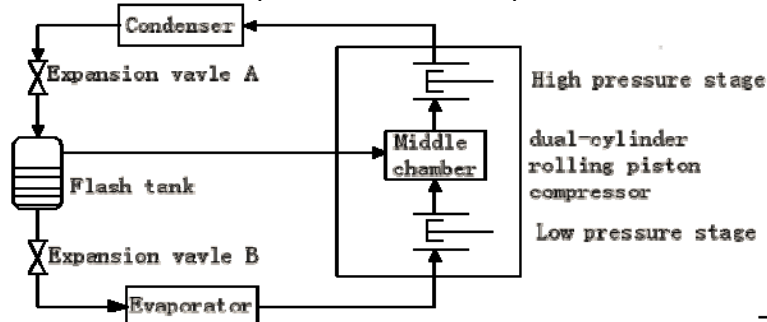 Condenser
Expansion vavle A
High pressure stage
Middle
chamber
dual-cylinder
rolling piston
compressor
Flash tank
Low pressure stage
Expansion vavle B
Evaporator